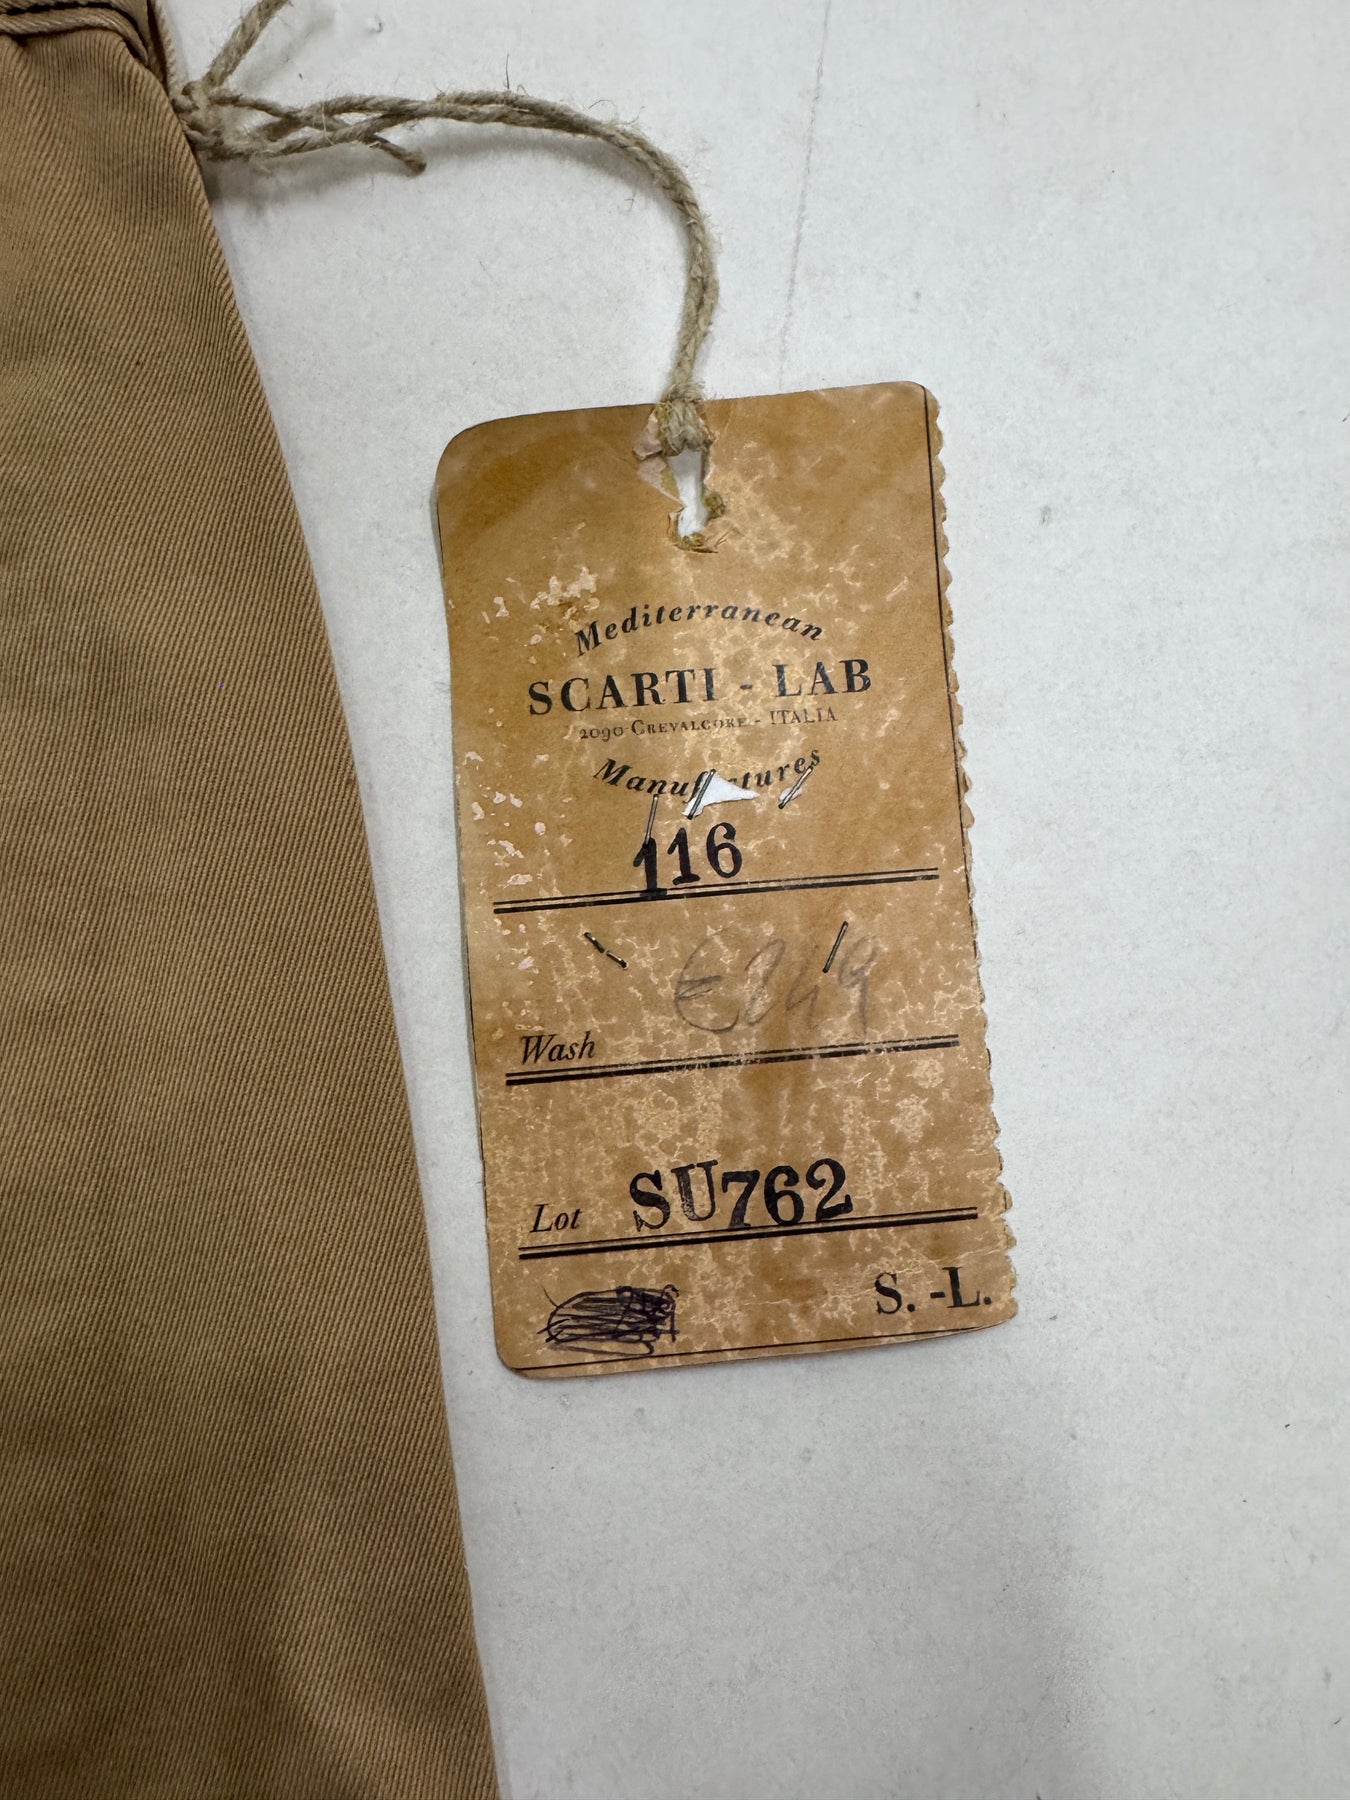 Mediterranean
SCARTI - LAB
2090 CREVALCORE - ITALIA
Manufactures
116
€249
Wash
Lot SU762
S. -L.